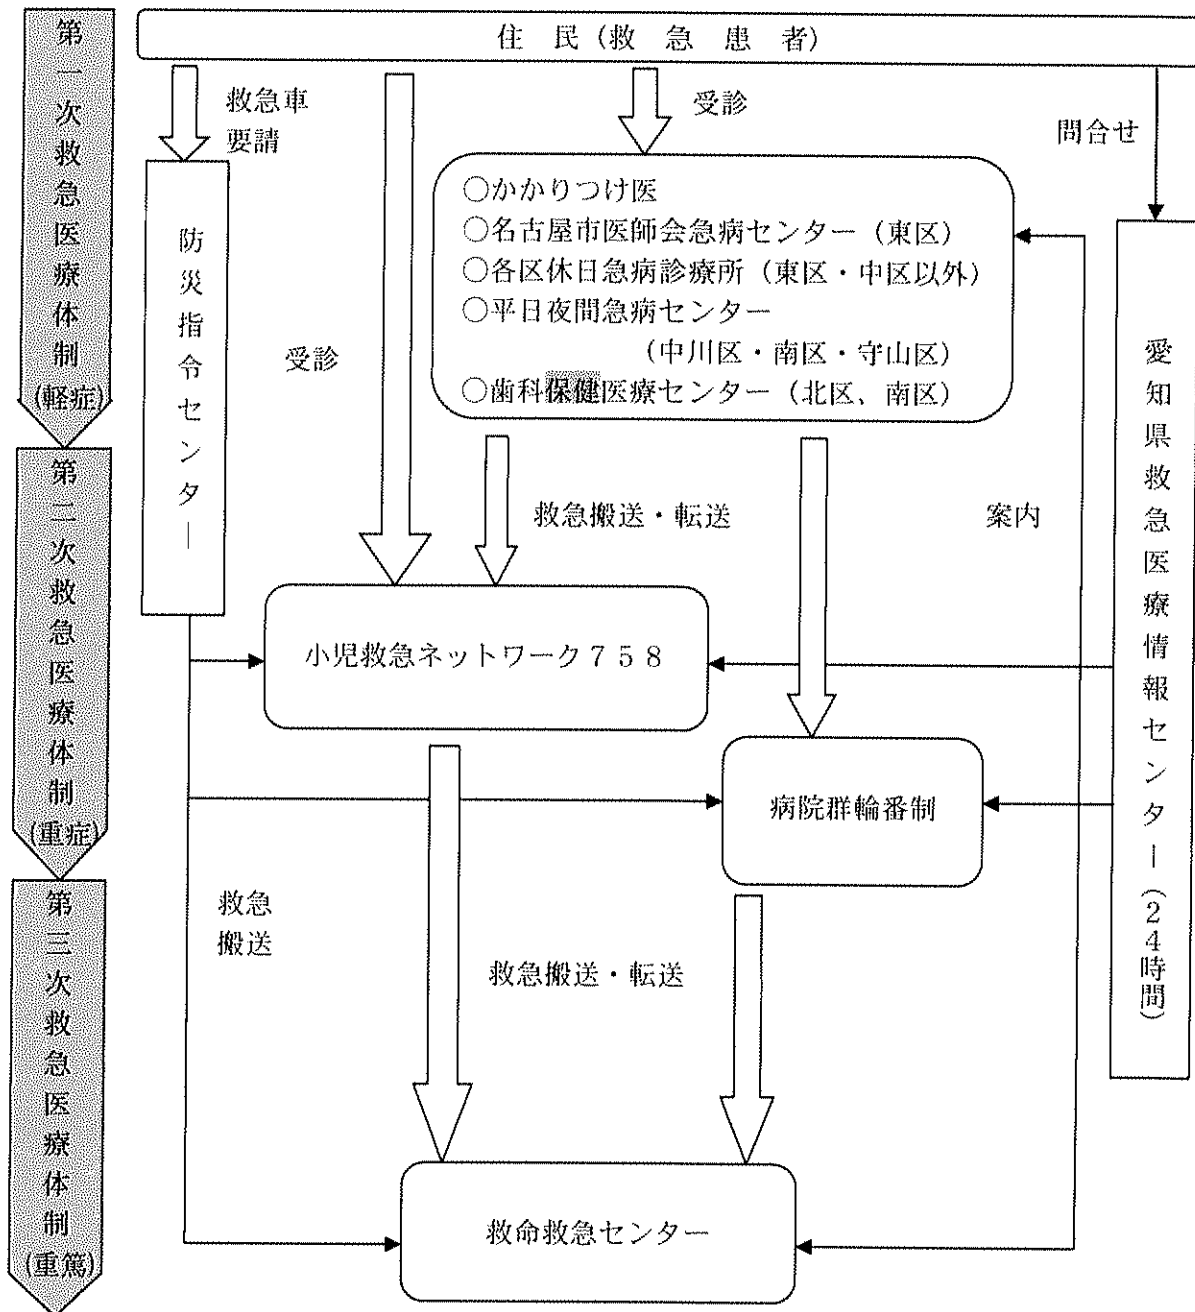 住民(救急患者)
第一次救急医療体制(軽症)
救急車
要請
受診
問合せ
防災指令センター
受診
○かかりつけ医
○名古屋市医師会急病センター(東区)
○各区休日急病診療所(東区・中区以外)
○平日夜間急病センター
(中川区・南区・守山区)
○歯科保健医療センター(北区、南区)
愛知県救急医療情報センター(24時間)
第二次救急医療体制(重症)
救急搬送・転送
案内
小児救急ネットワーク758
病院群輪番制
第三次救急医療体制(重篤)
救急
搬送
救急搬送・転送
救命救急センター